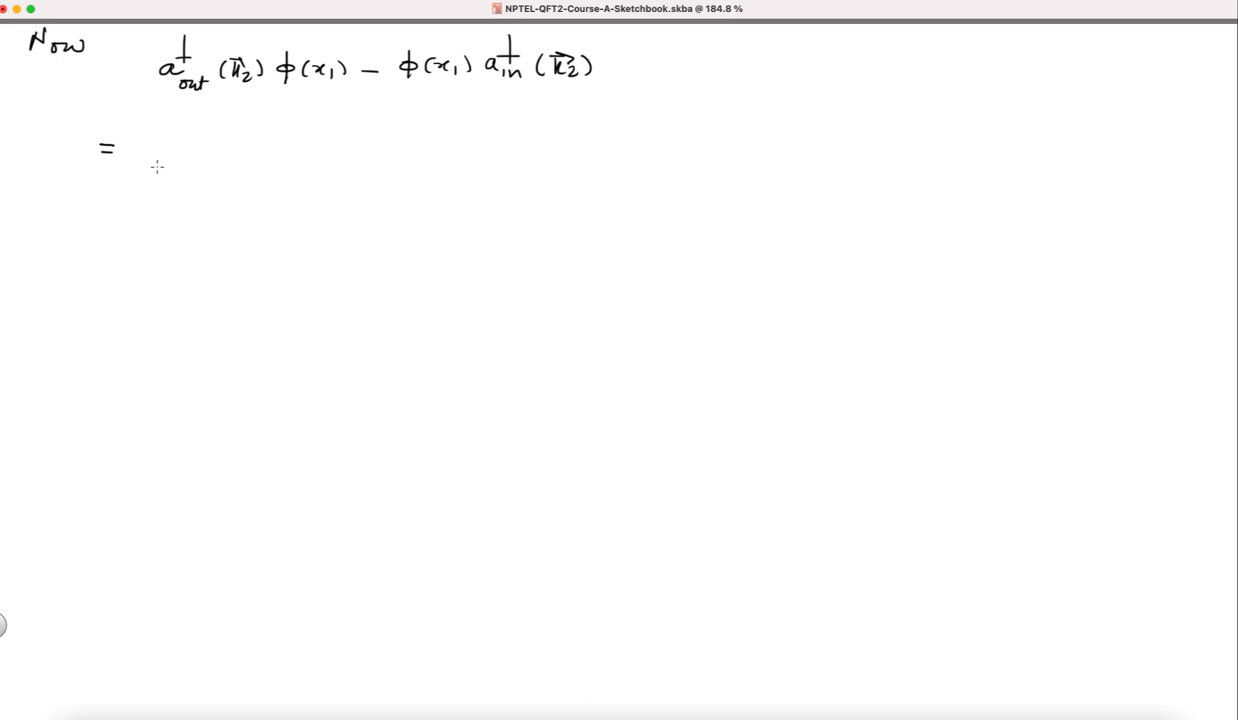 NPTEL-QFT2-Course-A-Sketchbook.skba @ 184.8 %
Now a†out (k⃗2) ϕ(x1) − ϕ(x1) a†in (k⃗2)
=